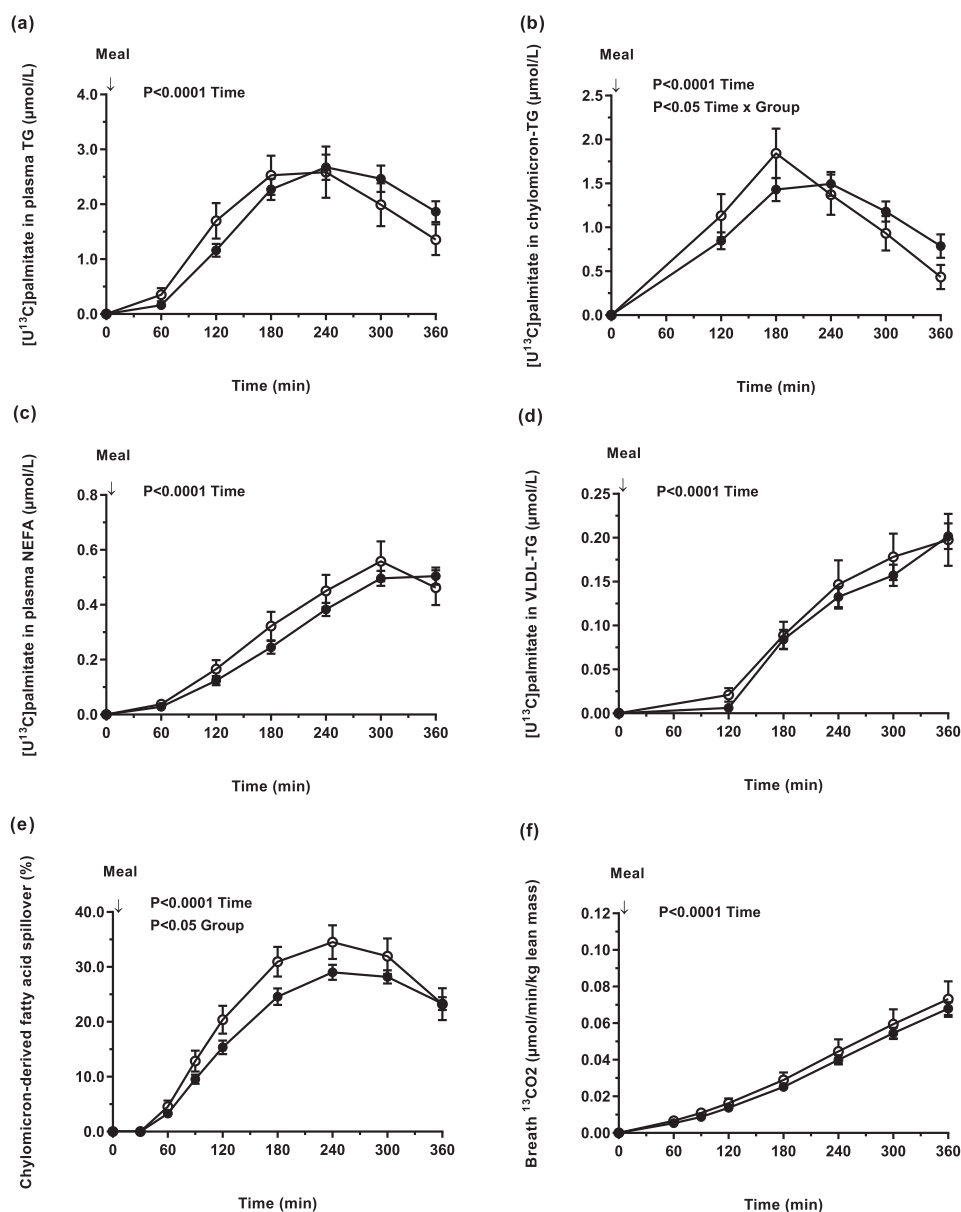 (a)
Meal
↓
P<0.0001 Time
[U¹³C]palmitate in plasma TG (µmol/L)
4.0
3.0
2.0
1.0
0.0
0 60 120 180 240 300 360
Time (min)
(b)
Meal
↓
P<0.0001 Time
P<0.05 Time x Group
[U¹³C]palmitate in chylomicron-TG (µmol/L)
2.5
2.0
1.5
1.0
0.5
0.0
0 60 120 180 240 300 360
Time (min)
(c)
Meal
↓
P<0.0001 Time
[U¹³C]palmitate in plasma NEFA (µmol/L)
0.8
0.6
0.4
0.2
0.0
0 60 120 180 240 300 360
Time (min)
(d)
Meal
↓
P<0.0001 Time
[U¹³C]palmitate in VLDL-TG (µmol/L)
0.25
0.20
0.15
0.10
0.05
0.00
0 60 120 180 240 300 360
Time (min)
(e)
Meal
↓
P<0.0001 Time
P<0.05 Group
Chylomicron-derived fatty acid spillover (%)
40.0
30.0
20.0
10.0
0.0
0 60 120 180 240 300 360
Time (min)
(f)
Meal
↓
P<0.0001 Time
Breath ¹³CO2 (µmol/min/kg lean mass)
0.12
0.10
0.08
0.06
0.04
0.02
0.00
0 60 120 180 240 300 360
Time (min)